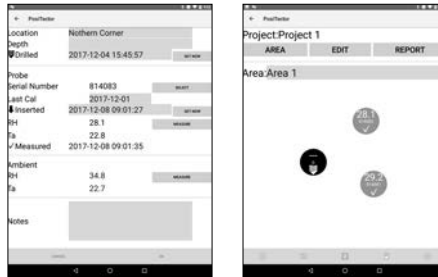 PosiTector
Location Nothern Corner
Depth
Drilled 2017-12-04 15:45:57 SET NOW
Probe
Serial Number 814083 SELECT
Last Cal 2017-12-01
Inserted 2017-12-08 09:01:27 SET NOW
RH 28.1 MEASURE
Ta 22.8
✓Measured 2017-12-08 09:01:35
Ambient
RH 34.8 MEASURE
Ta 22.7
Notes
CANCEL OK
PosiTector
Project:Project 1
AREA EDIT REPORT
Area:Area 1
28.1
29.2